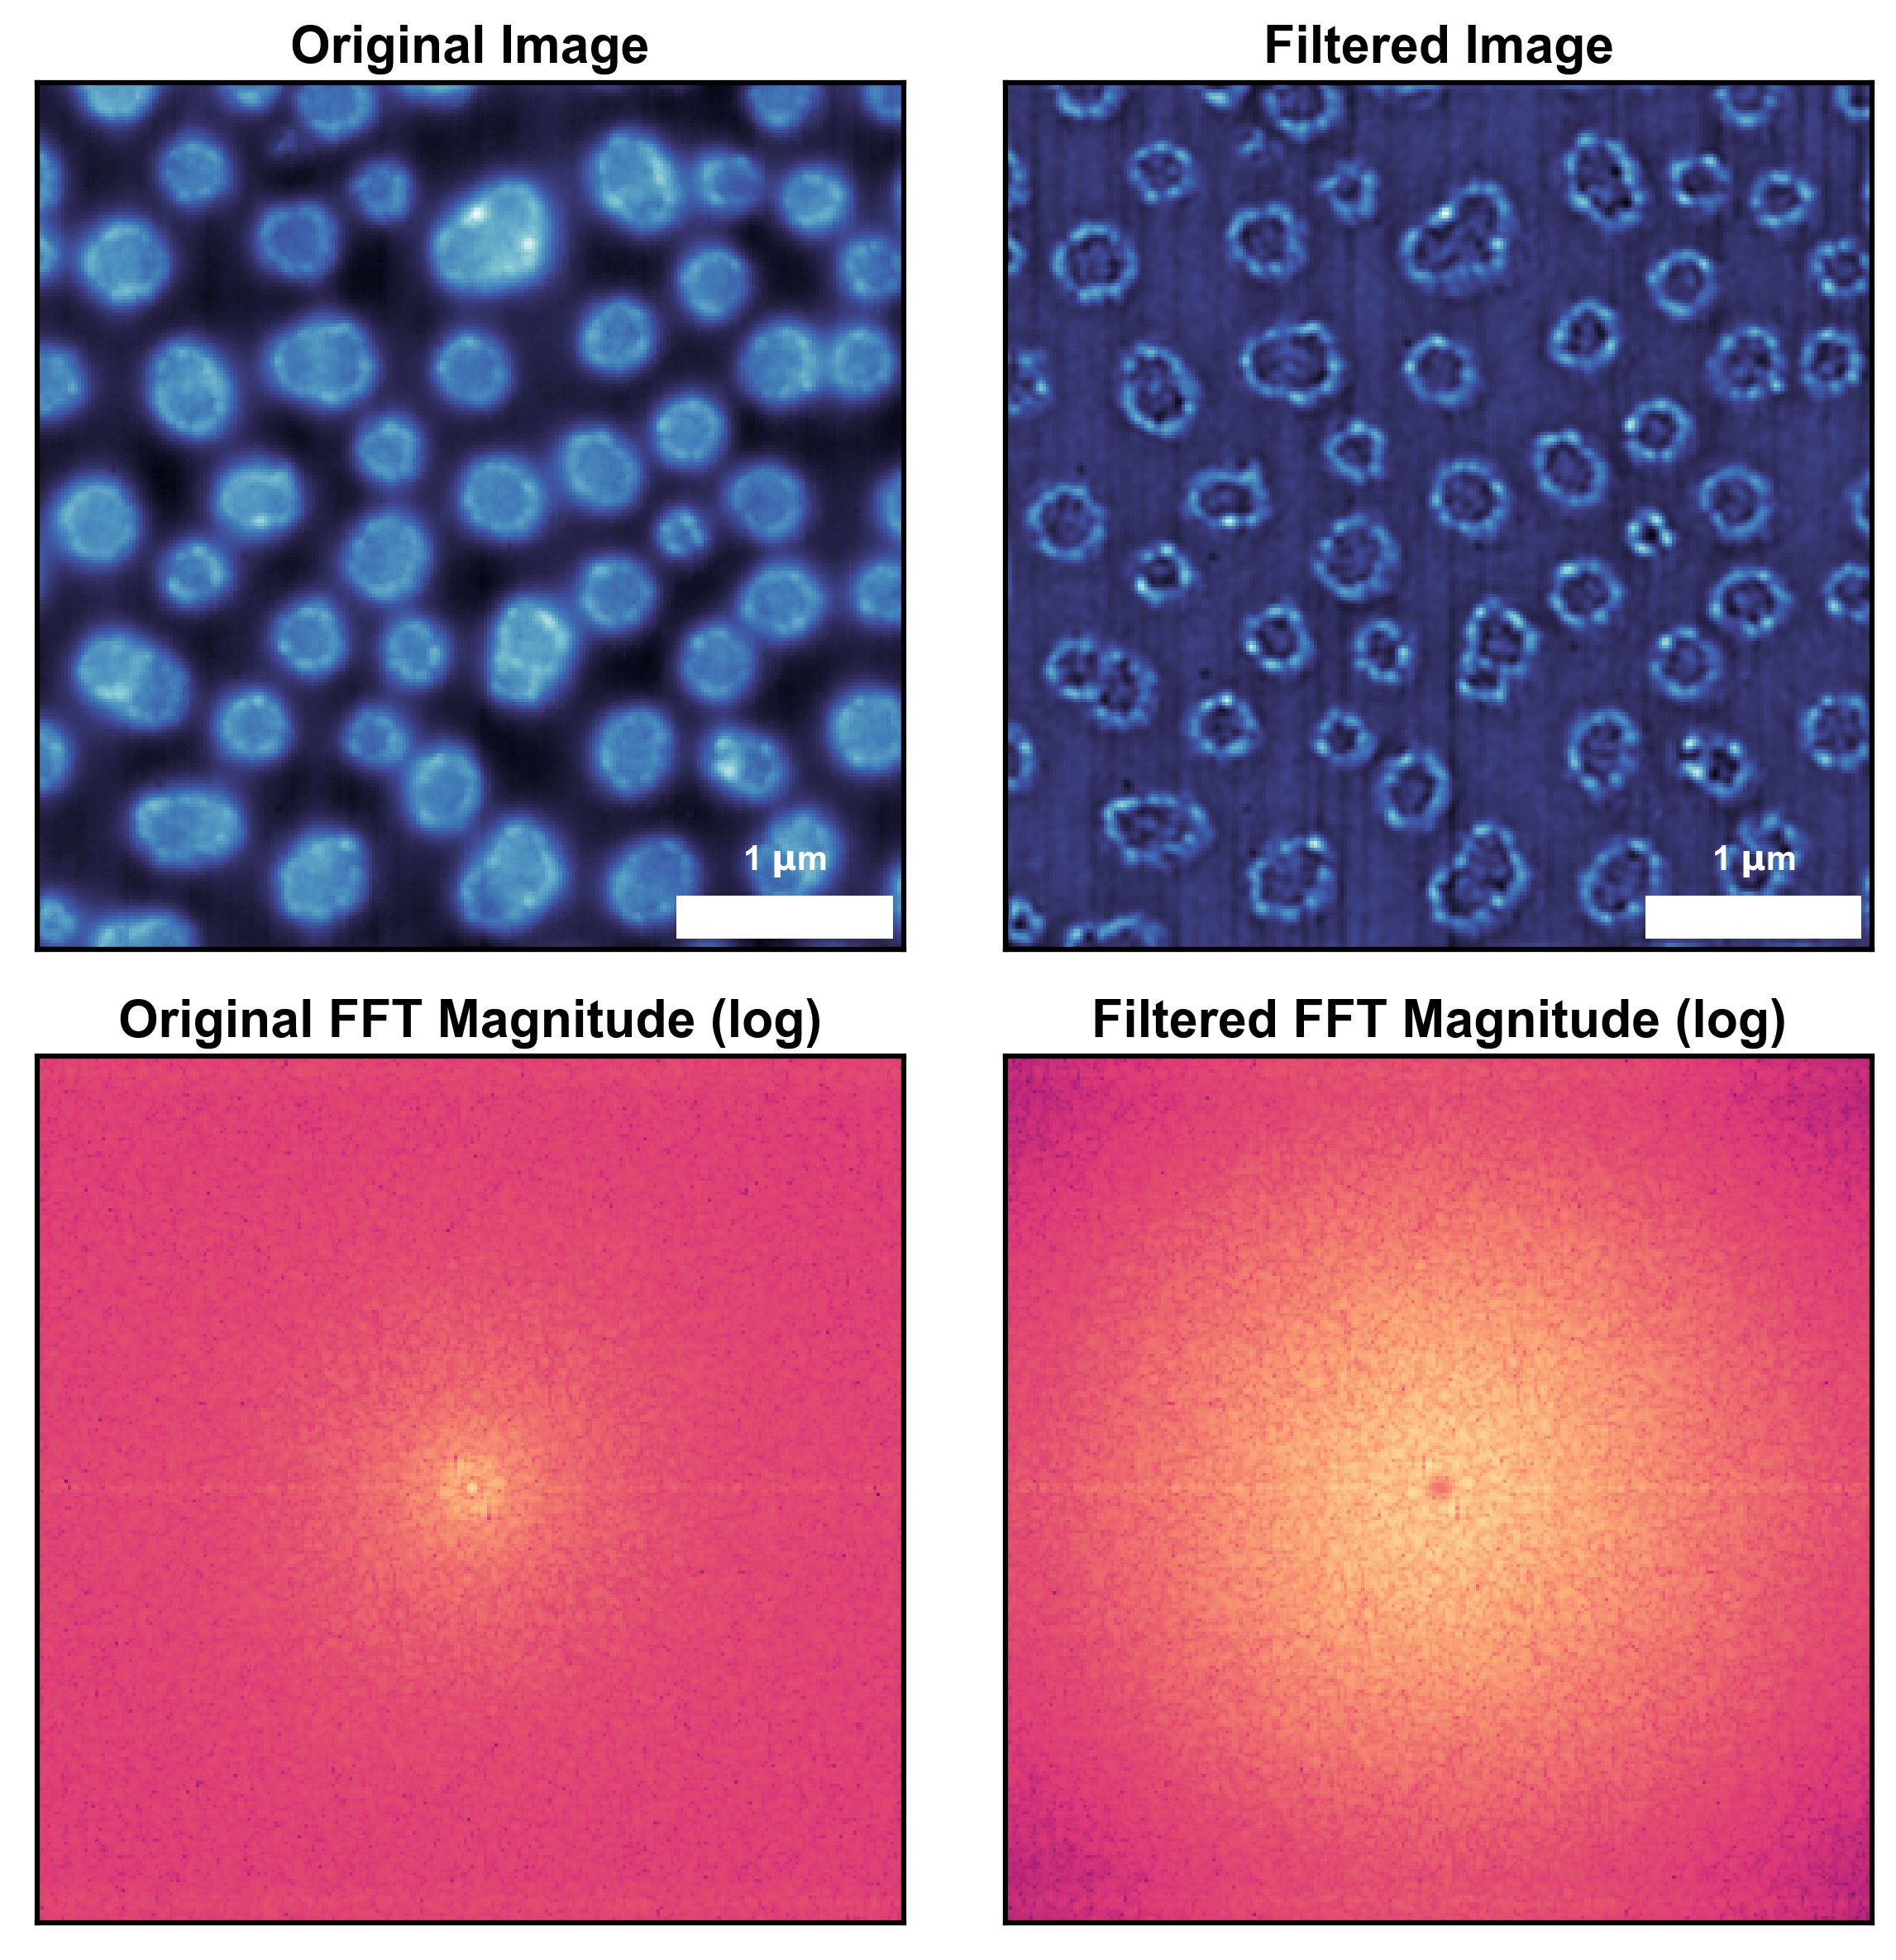 Original Image
Filtered Image
1 μm
1 μm
Original FFT Magnitude (log)
Filtered FFT Magnitude (log)